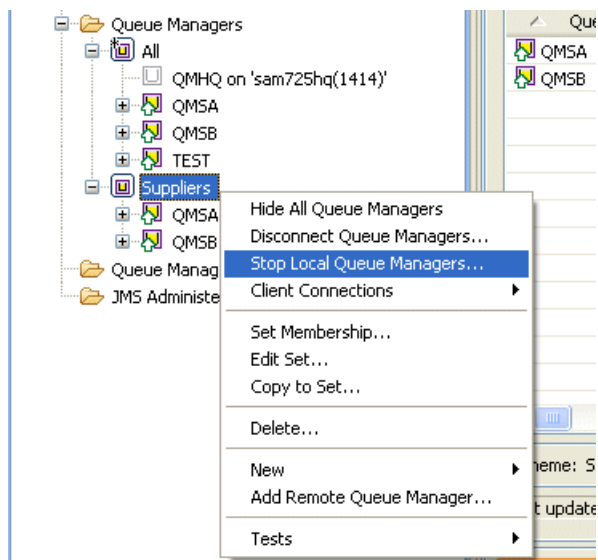 Queue Managers
All
QMHQ on 'sam725hq(1414)'
QMSA
QMSB
TEST
Suppliers
QMSA
QMSB
Queue Manag
JMS Administe
Hide All Queue Managers
Disconnect Queue Managers...
Stop Local Queue Managers...
Client Connections
Set Membership...
Edit Set...
Copy to Set...
Delete...
New
Add Remote Queue Manager...
Tests
Que
QMSA
QMSB
heme: S
t update